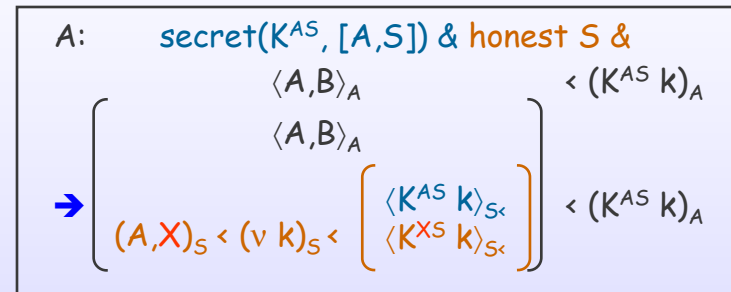 A: secret(K^AS, [A,S]) & honest S &
⟨A,B⟩_A < (K^AS k)_A
⟨A,B⟩_A
➔ ⟨K^AS k⟩_S< < (K^AS k)_A
(A,X)_S < (ν k)_S < ⟨K^XS k⟩_S<